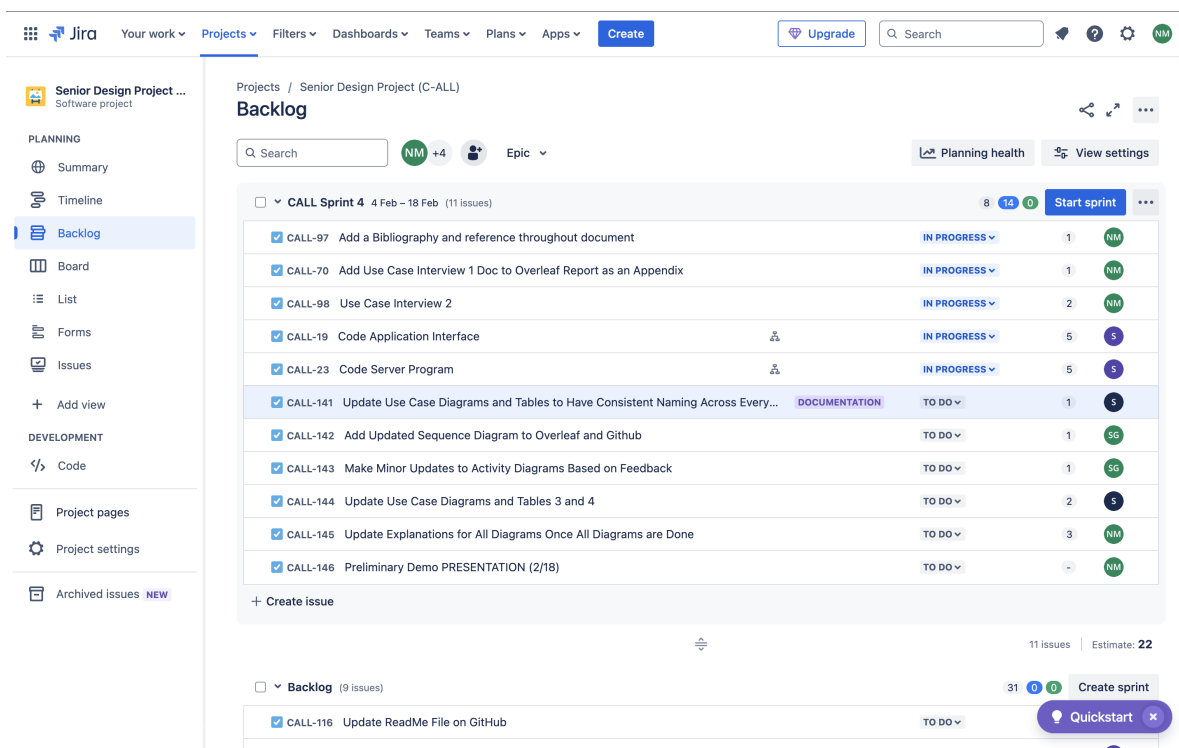 Jira Your work Projects Filters Dashboards Teams Plans Apps Create Upgrade Search NM
Senior Design Project ...
Software project
PLANNING
Summary
Timeline
Backlog
Board
List
Forms
Issues
Add view
DEVELOPMENT
Code
Project pages
Project settings
Archived issues NEW
Projects / Senior Design Project (C-ALL)
Backlog
Search NM +4 Epic Planning health View settings
CALL Sprint 4 4 Feb – 18 Feb (11 issues) 8 14 0 Start sprint
CALL-97 Add a Bibliography and reference throughout document IN PROGRESS 1 NM
CALL-70 Add Use Case Interview 1 Doc to Overleaf Report as an Appendix IN PROGRESS 1 NM
CALL-98 Use Case Interview 2 IN PROGRESS 2 NM
CALL-19 Code Application Interface IN PROGRESS 5 S
CALL-23 Code Server Program IN PROGRESS 5 S
CALL-141 Update Use Case Diagrams and Tables to Have Consistent Naming Across Every... DOCUMENTATION TO DO 1 S
CALL-142 Add Updated Sequence Diagram to Overleaf and Github TO DO 1 SG
CALL-143 Make Minor Updates to Activity Diagrams Based on Feedback TO DO 1 SG
CALL-144 Update Use Case Diagrams and Tables 3 and 4 TO DO 2 S
CALL-145 Update Explanations for All Diagrams Once All Diagrams are Done TO DO 3 NM
CALL-146 Preliminary Demo PRESENTATION (2/18) TO DO - NM
+ Create issue
11 issues Estimate: 22
Backlog (9 issues) 31 0 0 Create sprint
CALL-116 Update ReadMe File on GitHub TO DO
Quickstart